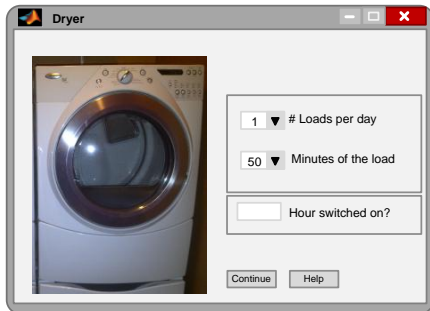 Dryer
1 # Loads per day
50 Minutes of the load
Hour switched on?
Continue Help